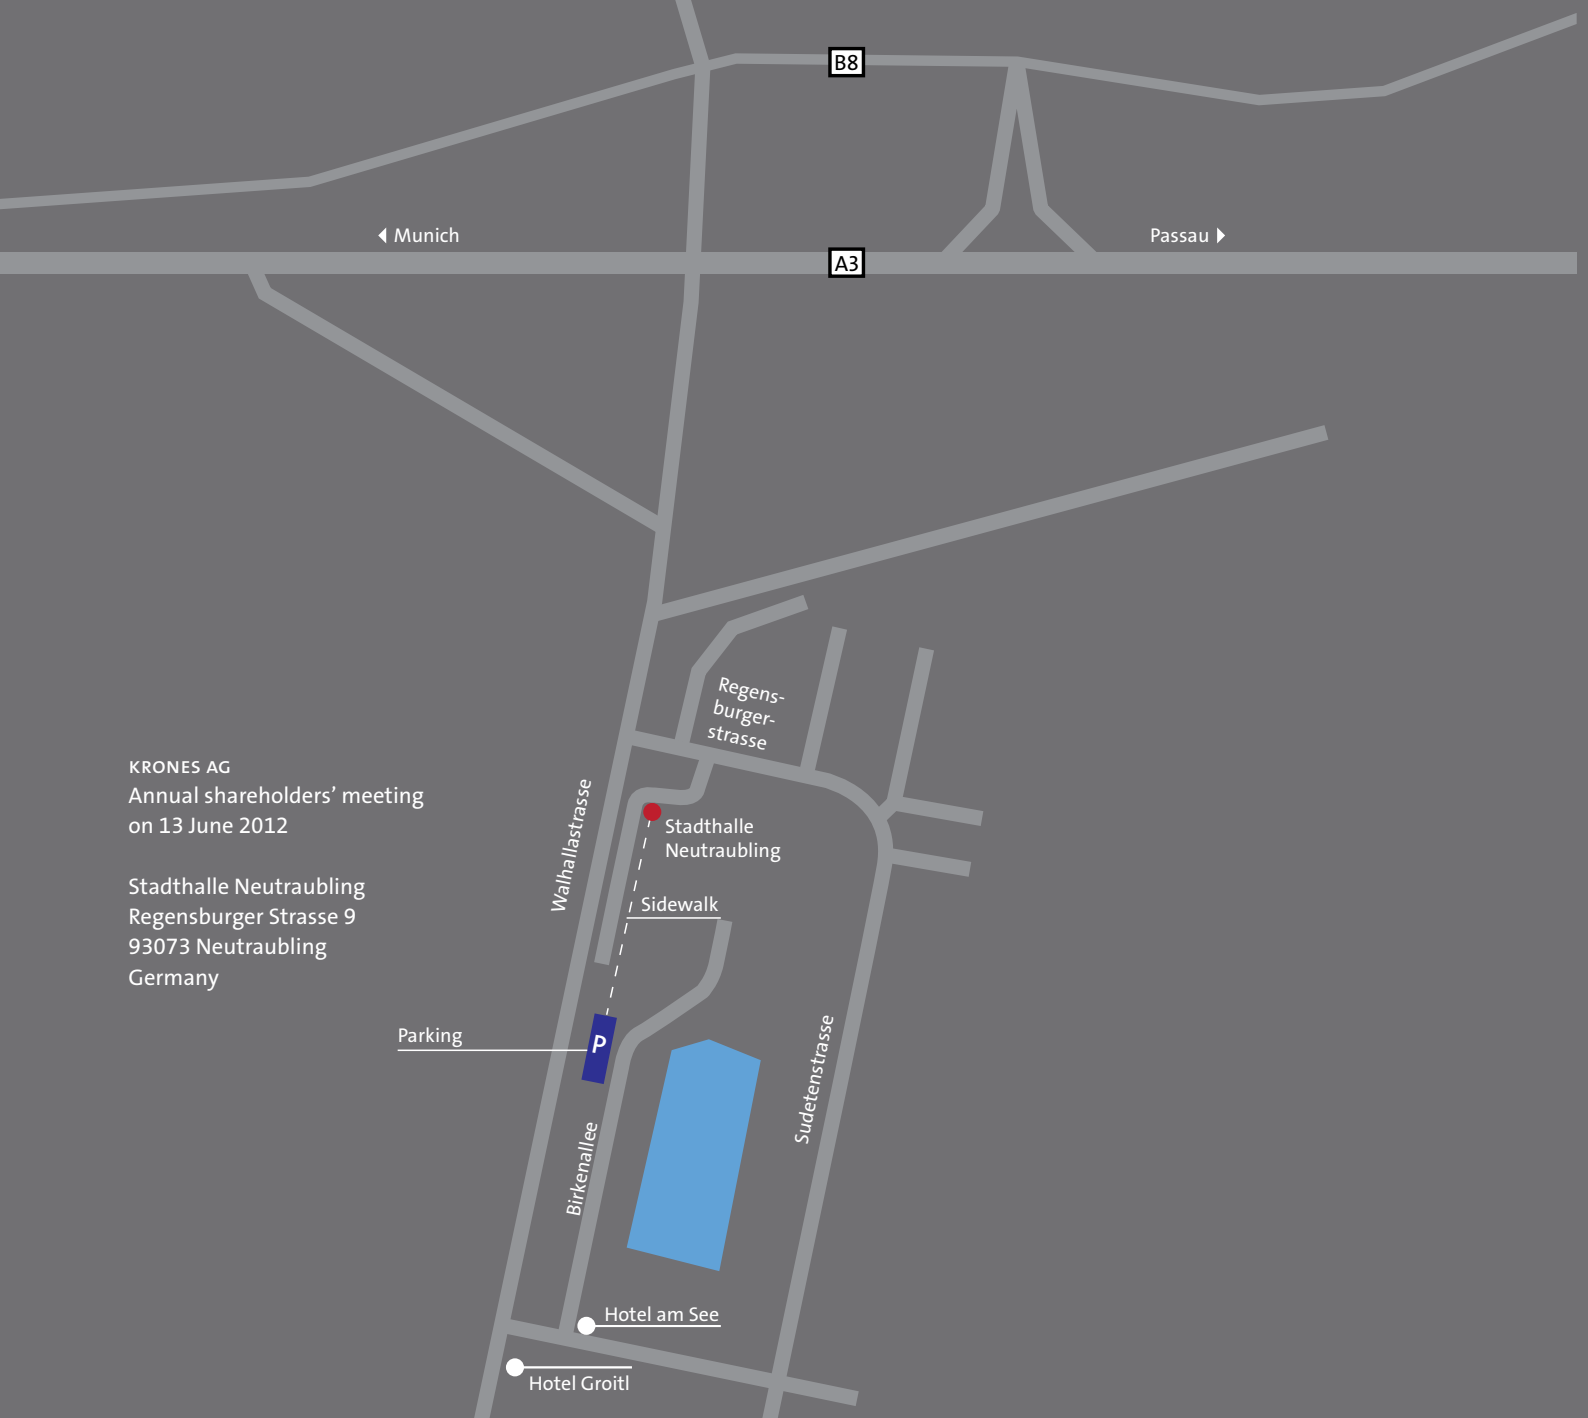 B8
Munich
Passau
A3
Regens-
burger-
strasse
KRONES AG
Annual shareholders’ meeting
on 13 June 2012
Stadthalle Neutraubling
Regensburger Strasse 9
93073 Neutraubling
Germany
Walhallastrasse
Stadthalle
Neutraubling
Sidewalk
Parking
P
Sudetenstrasse
Birkenallee
Hotel am See
Hotel Groitl